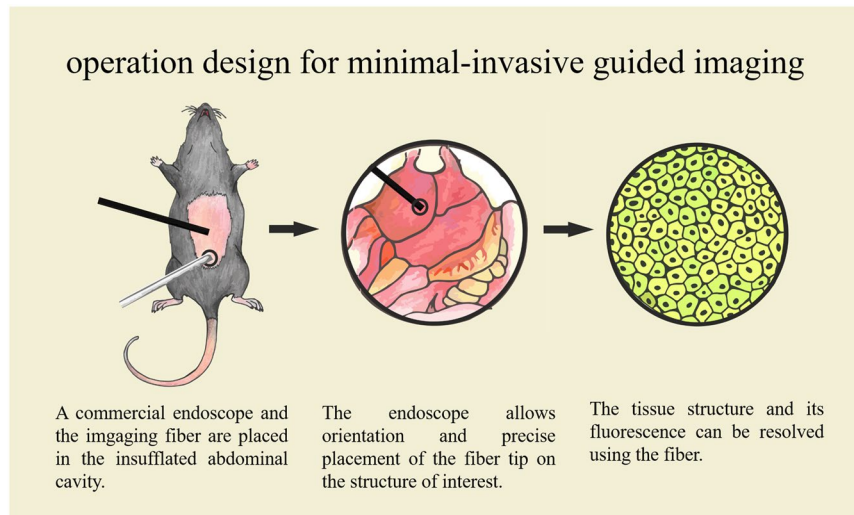 operation design for minimal-invasive guided imaging
A commercial endoscope and
the imgaging fiber are placed
in the insufflated abdominal
cavity.
The endoscope allows
orientation and precise
placement of the fiber tip on
the structure of interest.
The tissue structure and its
fluorescence can be resolved
using the fiber.